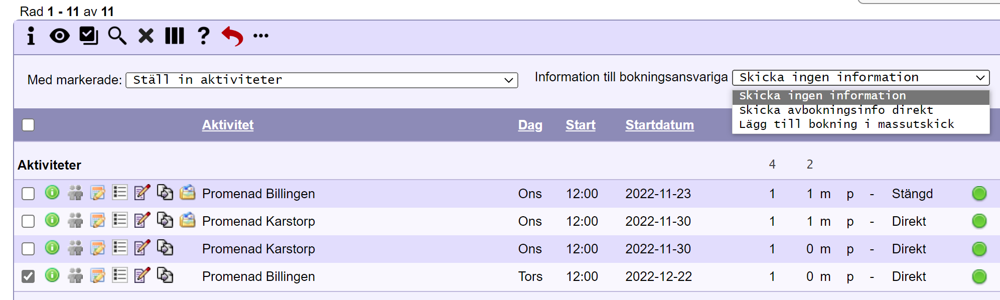 Rad 1 - 11 av 11
Med markerade: Ställ in aktiviteter Information till bokningsansvariga Skicka ingen information
Skicka ingen information
Skicka avbokningsinfo direkt
Lägg till bokning i massutskick
Aktivitet Dag Start Startdatum
Aktiviteter 4 2
Promenad Billingen Ons 12:00 2022-11-23 1 1 m p - Stängd
Promenad Karstorp Ons 12:00 2022-11-30 1 1 m p - Direkt
Promenad Karstorp Ons 12:00 2022-11-30 1 0 m p - Direkt
Promenad Billingen Tors 12:00 2022-12-22 1 0 m p - Direkt